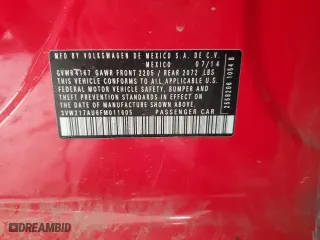 MFD BY VOLKSWAGEN DE MEXICO S.A. DE C.V.
MEXICO 07/14
GVWR 4167 GAWR FRONT 2205 / REAR 2072 LBS
THIS VEHICLE CONFORMS TO ALL APPLICABLE U.S.
FEDERAL MOTOR VEHICLE SAFETY, BUMPER, AND
THEFT PREVENTION STANDARDS IN EFFECT ON THE
DATE OF MANUFACTURE SHOWN ABOVE.
3VW217AU6FM011605 PASSENGER CAR
2558206 1054 B
DREAMBID